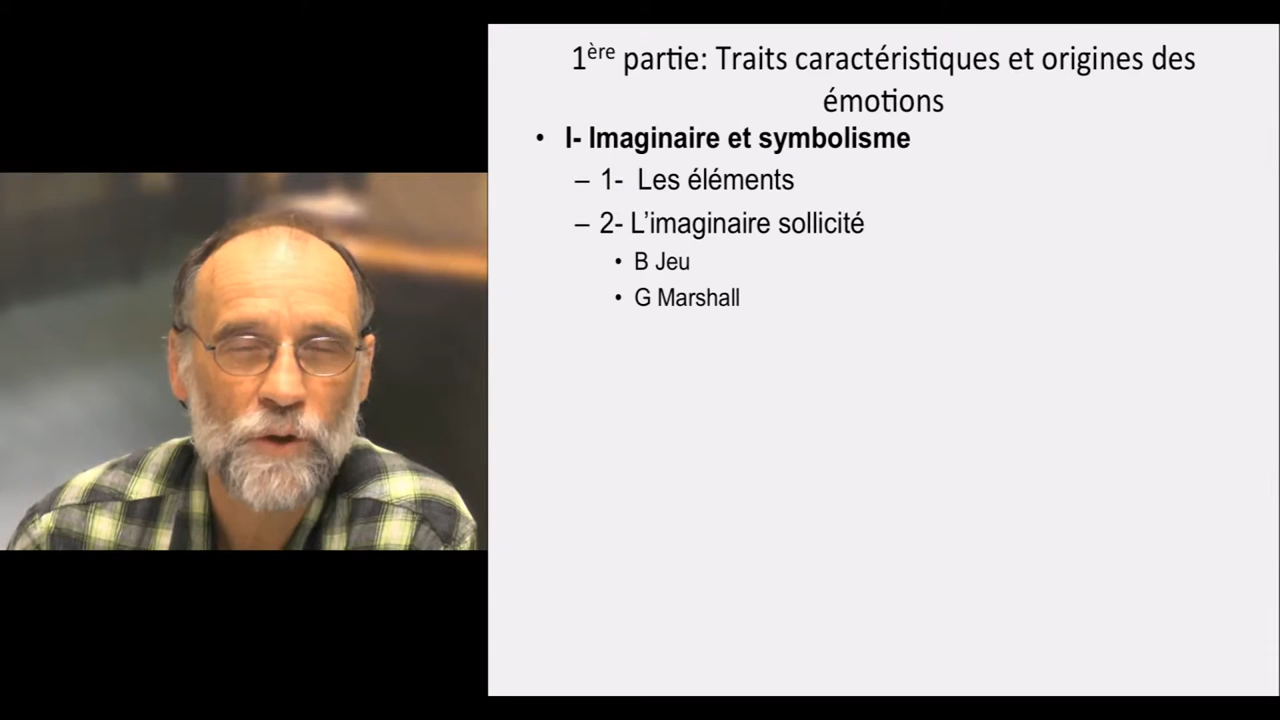 1ère partie: Traits caractéristiques et origines des
émotions
• I- Imaginaire et symbolisme
– 1- Les éléments
– 2- L’imaginaire sollicité
• B Jeu
• G Marshall